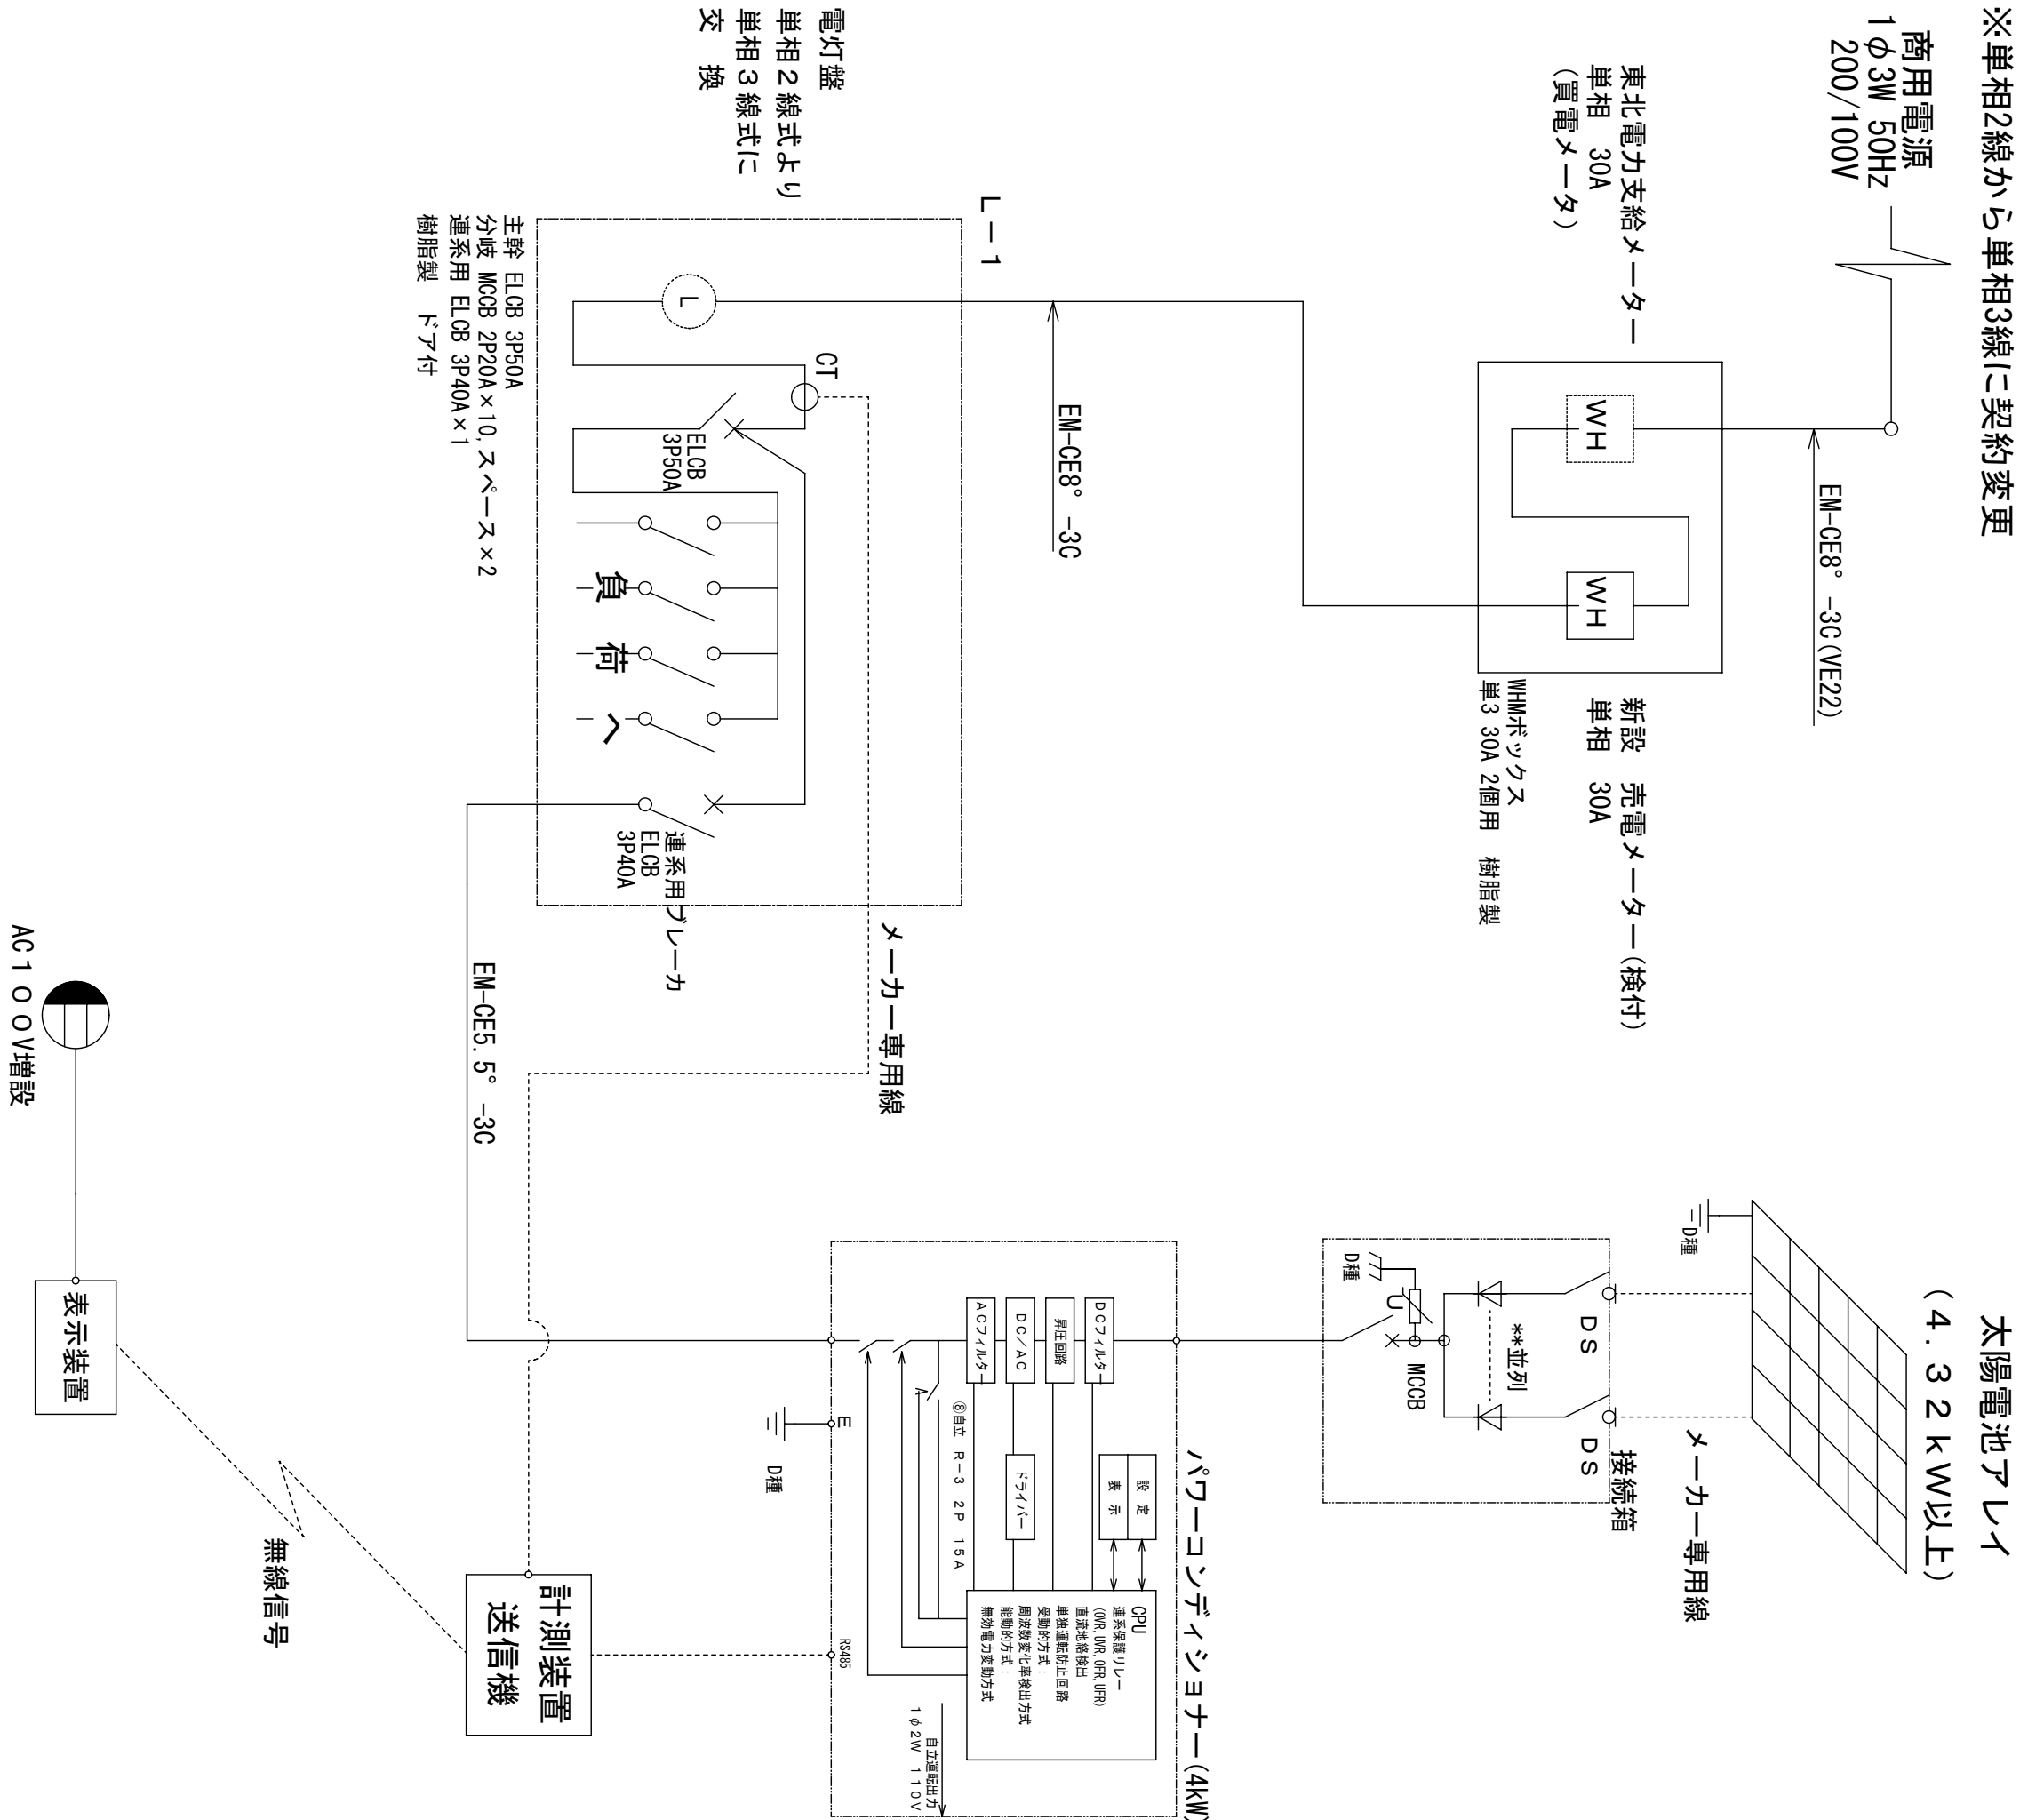 ※単相2線から単相3線に契約変更
商用電源
1φ3W 50Hz
200/100V
EM-CE8° -3C(VE22)
東北電力支給メーター
単相 30A
(買電メータ)
WH
WH
新設 売電メーター(検付)
単相 30A
WHMボックス
単3 30A 2個用 樹脂製
EM-CE8° -3C
L-1
電灯盤
単相2線式より
単相3線式に
交 換
L
CT
ELCB
3P50A
負 荷 へ
連系用ブレーカ
ELCB
3P40A
主幹 ELCB 3P50A
分岐 MCCB 2P20A×10,スペース×2
連系用 ELCB 3P40A×1
樹脂製 ドア付
メーカー専用線
EM-CE5.5° -3C
太陽電池アレイ
(4.32kW以上)
D種
メーカー専用線
接続箱
DS
DS
**並列
MCCB
U
D種
パワーコンディショナー(4kW)
DCフィルター
昇圧回路
DC/AC
ACフィルター
設 定
表 示
ドライバー
CPU
連系保護リレー
(OVR,UVR,OFR,UFR)
直流地絡検出
単独運転防止回路
受動的方式：
周波数変化率検出方式
能動的方式：
無効電力変動方式
⑧自立 R-3 2P 15A
A
E
D種
RS485
自立運転出力
1φ2W 110V
計測装置
送信機
無線信号
表示装置
AC100V増設